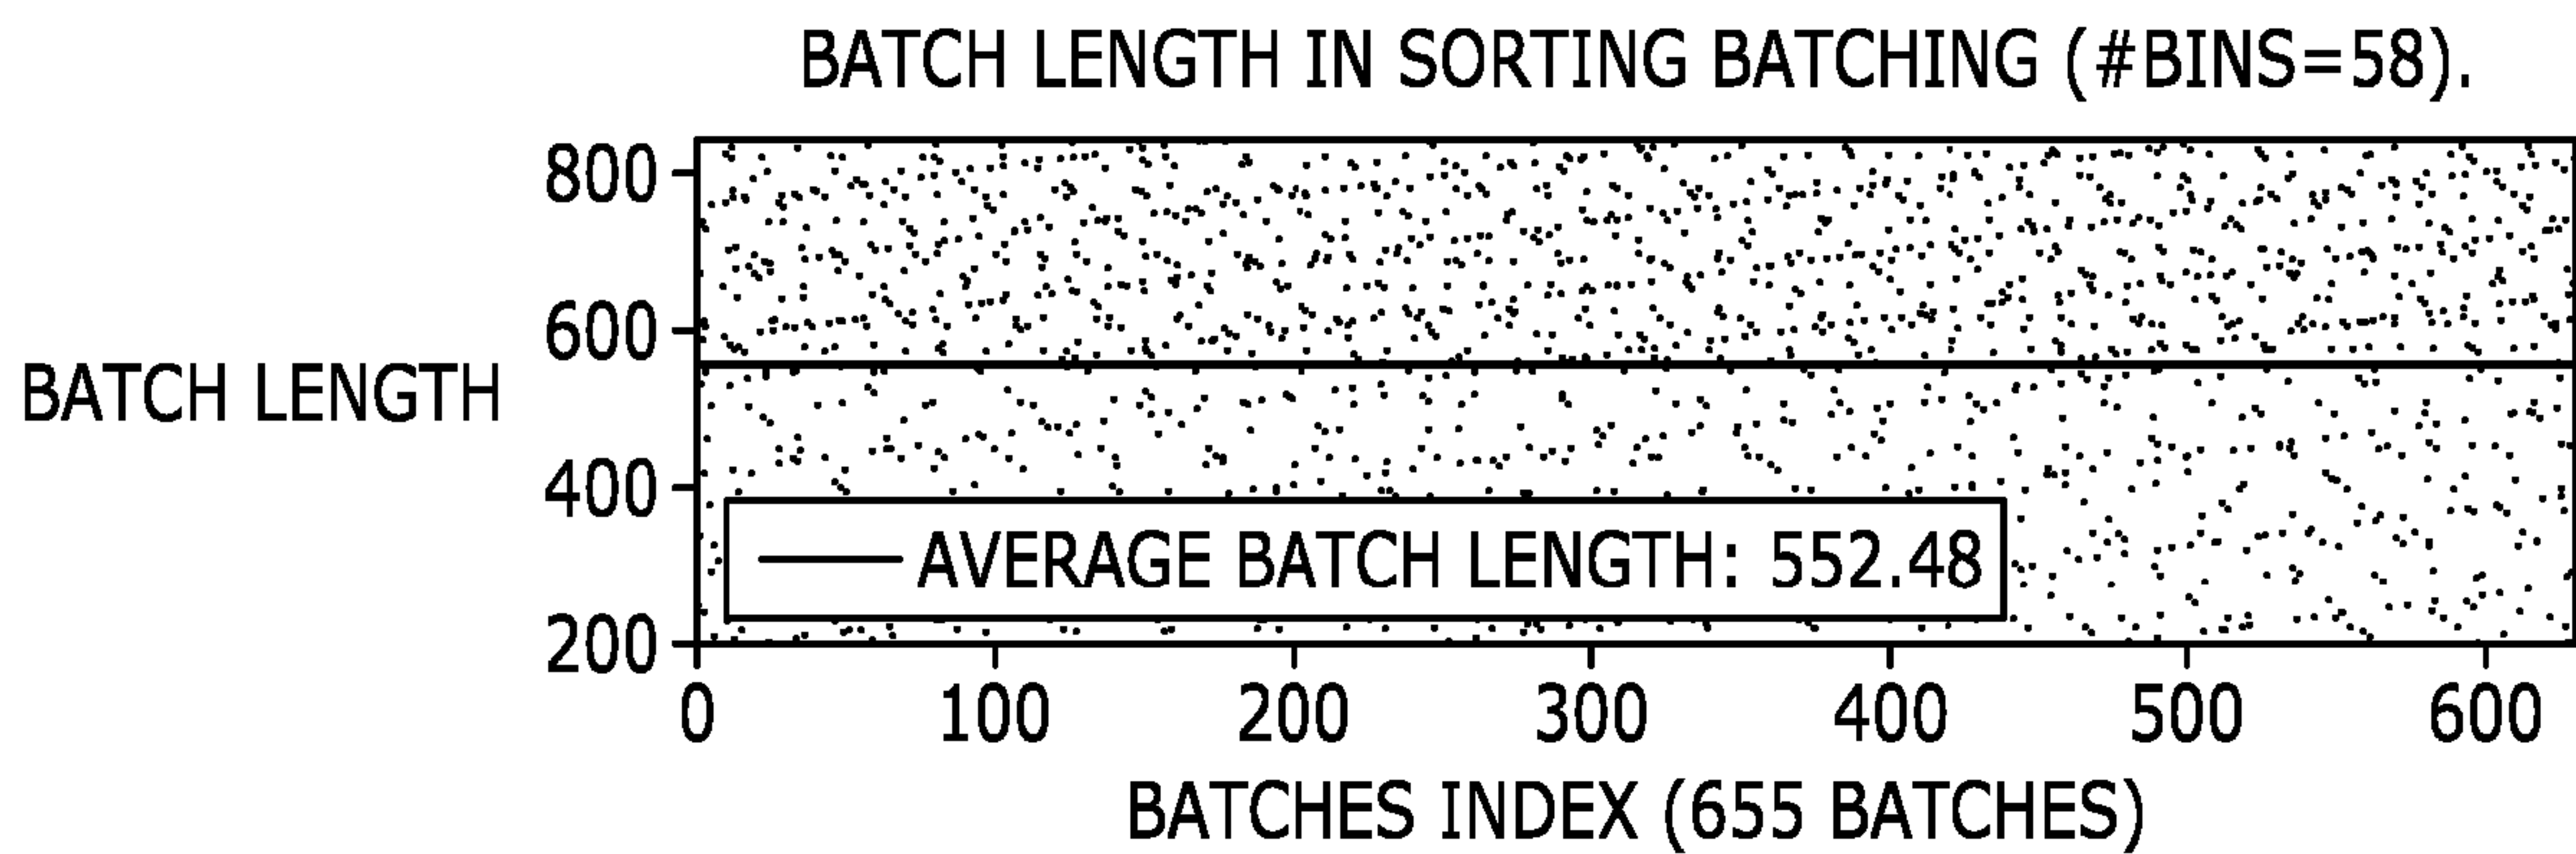 BATCH LENGTH IN SORTING BATCHING (#BINS=58).
800
600
BATCH LENGTH
400
AVERAGE BATCH LENGTH: 552.48
200
0 100 200 300 400 500 600
BATCHES INDEX (655 BATCHES)